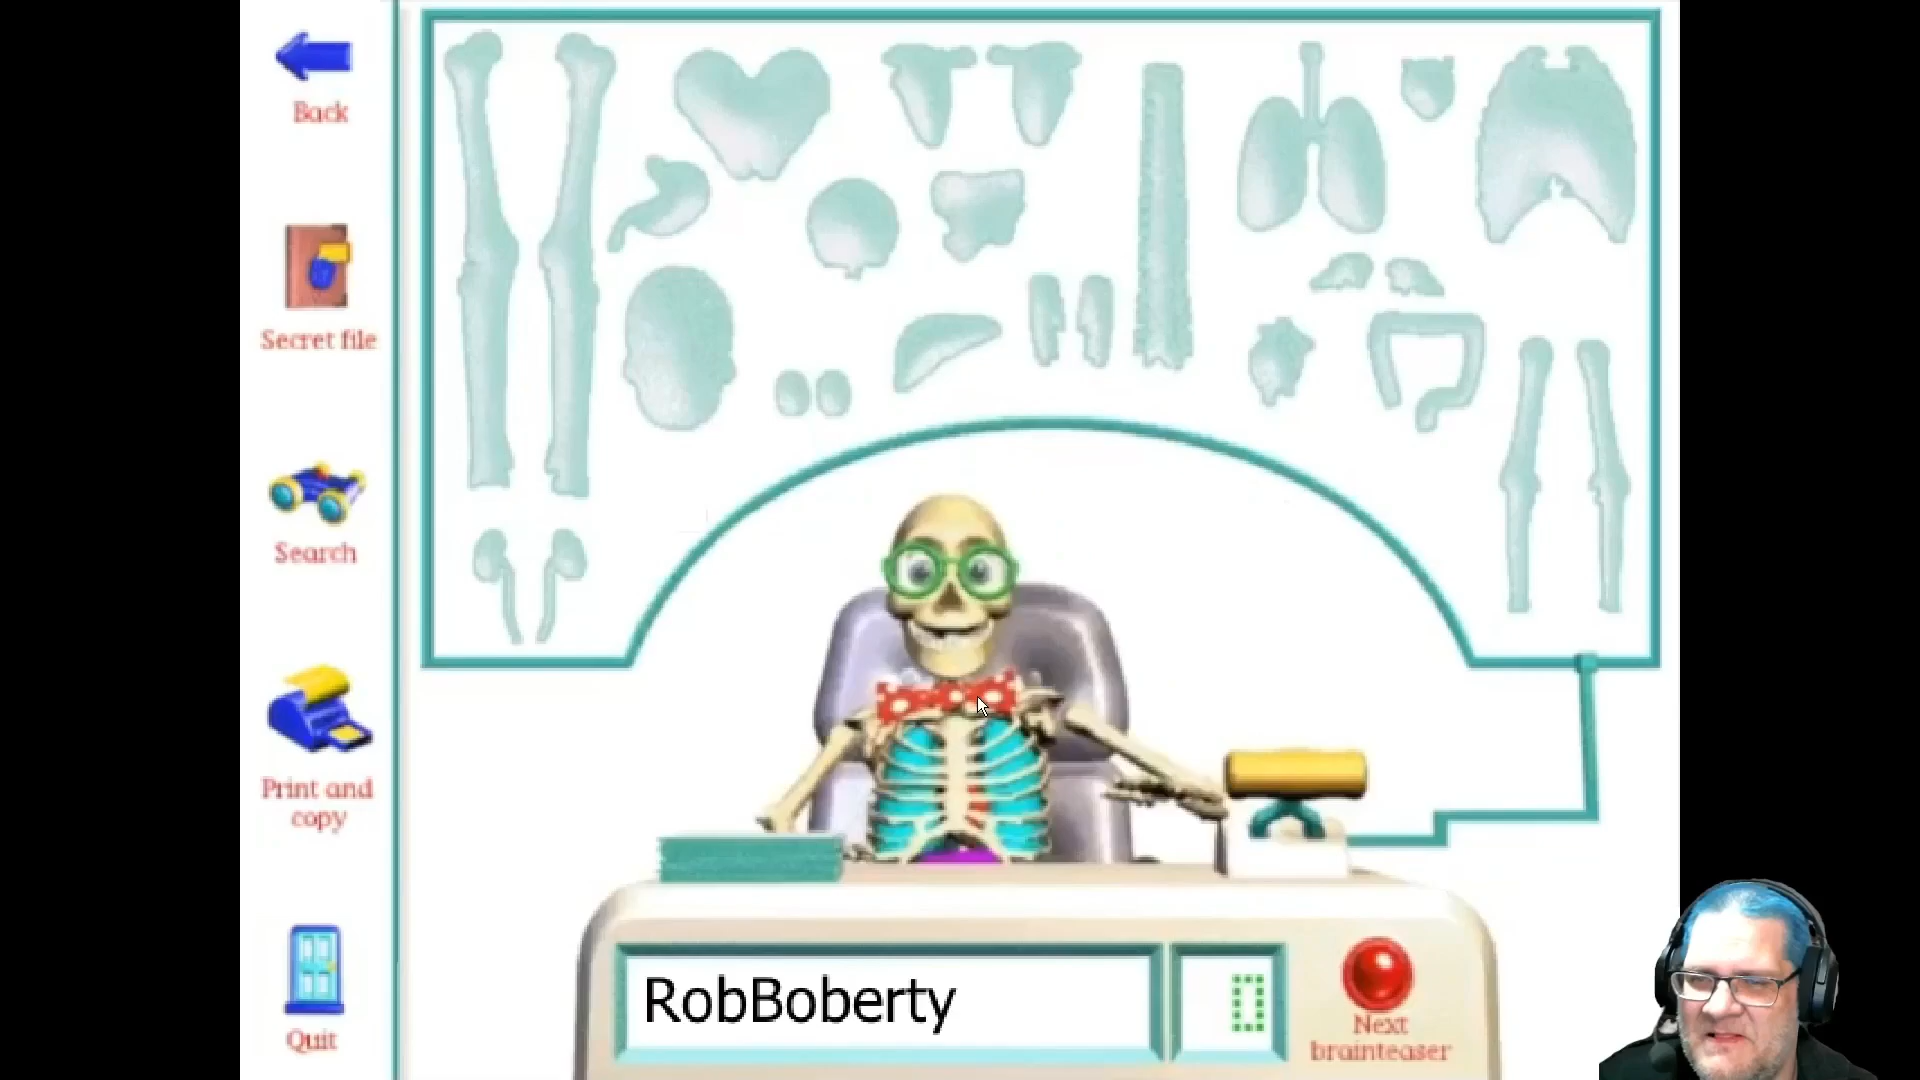 Back
Secret file
Search
Print and
copy
Quit
RobBoberty
0
Next
brainteaser